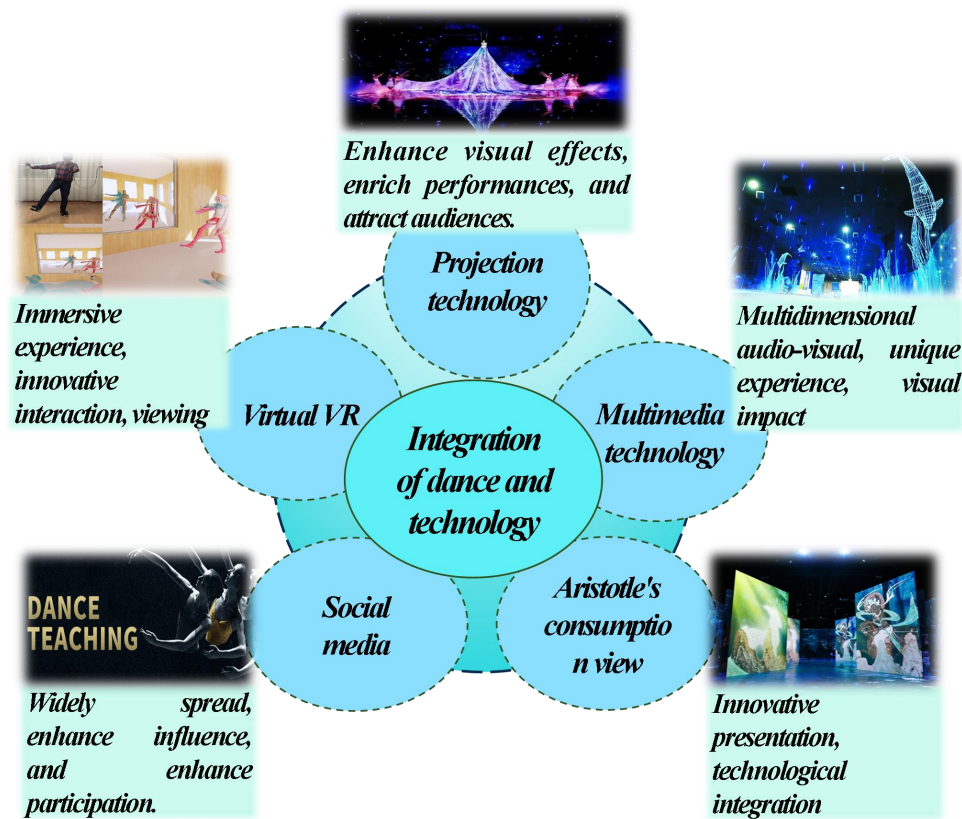 Enhance visual effects,
enrich performances, and
attract audiences.
Projection
technology
Immersive
experience,
innovative
interaction, viewing
Virtual VR
Multidimensional
audio-visual, unique
experience, visual
impact
Multimedia
technology
Integration
of dance and
technology
DANCE
TEACHING
Widely spread,
enhance influence,
and enhance
participation.
Social
media
Aristotle's
consumptio
n view
Innovative
presentation,
technological
integration